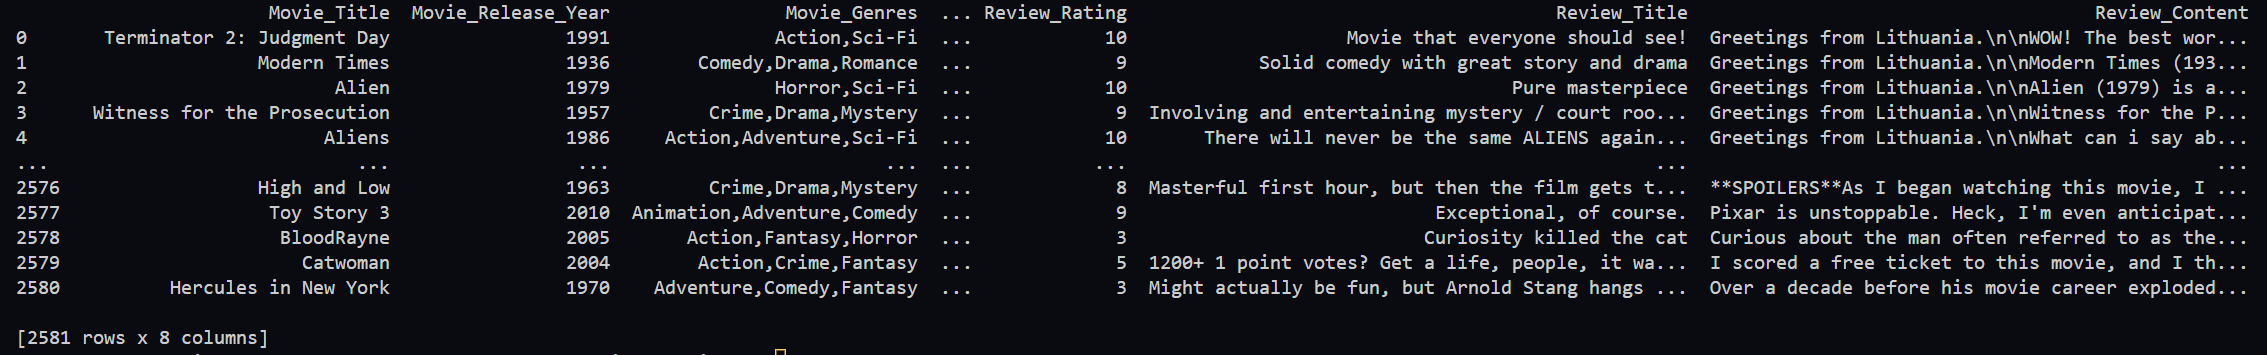 Movie_Title Movie_Release_Year Movie_Genres ... Review_Rating Review_Title Review_Content
0 Terminator 2: Judgment Day 1991 Action,Sci-Fi ... 10 Movie that everyone should see! Greetings from Lithuania.\n\nWOW! The best wor...
1 Modern Times 1936 Comedy,Drama,Romance ... 9 Solid comedy with great story and drama Greetings from Lithuania.\n\nModern Times (193...
2 Alien 1979 Horror,Sci-Fi ... 10 Pure masterpiece Greetings from Lithuania.\n\nAlien (1979) is a...
3 Witness for the Prosecution 1957 Crime,Drama,Mystery ... 9 Involving and entertaining mystery / court roo... Greetings from Lithuania.\n\nWitness for the P...
4 Aliens 1986 Action,Adventure,Sci-Fi ... 10 There will never be the same ALIENS again... Greetings from Lithuania.\n\nWhat can i say ab...
... ... ... ... ... ... ... ...
2576 High and Low 1963 Crime,Drama,Mystery ... 8 Masterful first hour, but then the film gets t... **SPOILERS**As I began watching this movie, I ...
2577 Toy Story 3 2010 Animation,Adventure,Comedy ... 9 Exceptional, of course. Pixar is unstoppable. Heck, I'm even anticipat...
2578 BloodRayne 2005 Action,Fantasy,Horror ... 3 Curiosity killed the cat Curious about the man often referred to as the...
2579 Catwoman 2004 Action,Crime,Fantasy ... 5 1200+ 1 point votes? Get a life, people, it wa... I scored a free ticket to this movie, and I th...
2580 Hercules in New York 1970 Adventure,Comedy,Fantasy ... 3 Might actually be fun, but Arnold Stang hangs ... Over a decade before his movie career exploded...
[2581 rows x 8 columns]